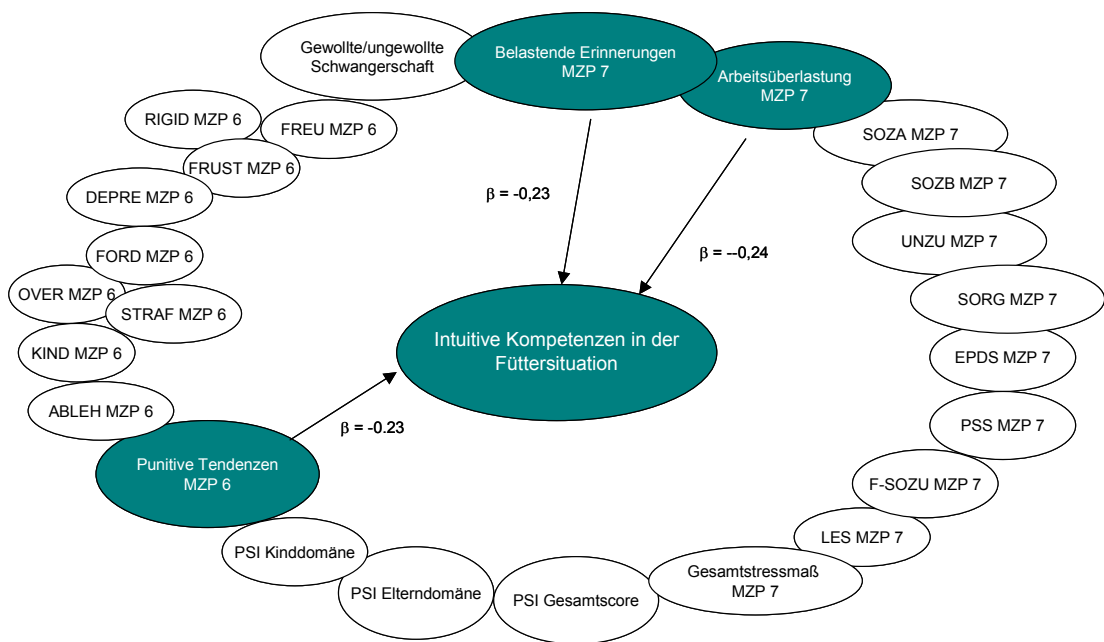 Gewollte/ungewollte
Schwangerschaft
Belastende Erinnerungen
MZP 7
Arbeitsüberlastung
MZP 7
RIGID MZP 6
FREU MZP 6
FRUST MZP 6
DEPRE MZP 6
FORD MZP 6
OVER MZP 6
STRAF MZP 6
KIND MZP 6
ABLEH MZP 6
Punitive Tendenzen
MZP 6
SOZA MZP 7
SOZB MZP 7
UNZU MZP 7
SORG MZP 7
EPDS MZP 7
PSS MZP 7
F-SOZU MZP 7
LES MZP 7
Gesamtstressmaß
MZP 7
PSI Gesamtscore
PSI Elterndomäne
PSI Kinddomäne
β = -0,23
β = --0,24
β = -0.23
Intuitive Kompetenzen in der
Füttersituation